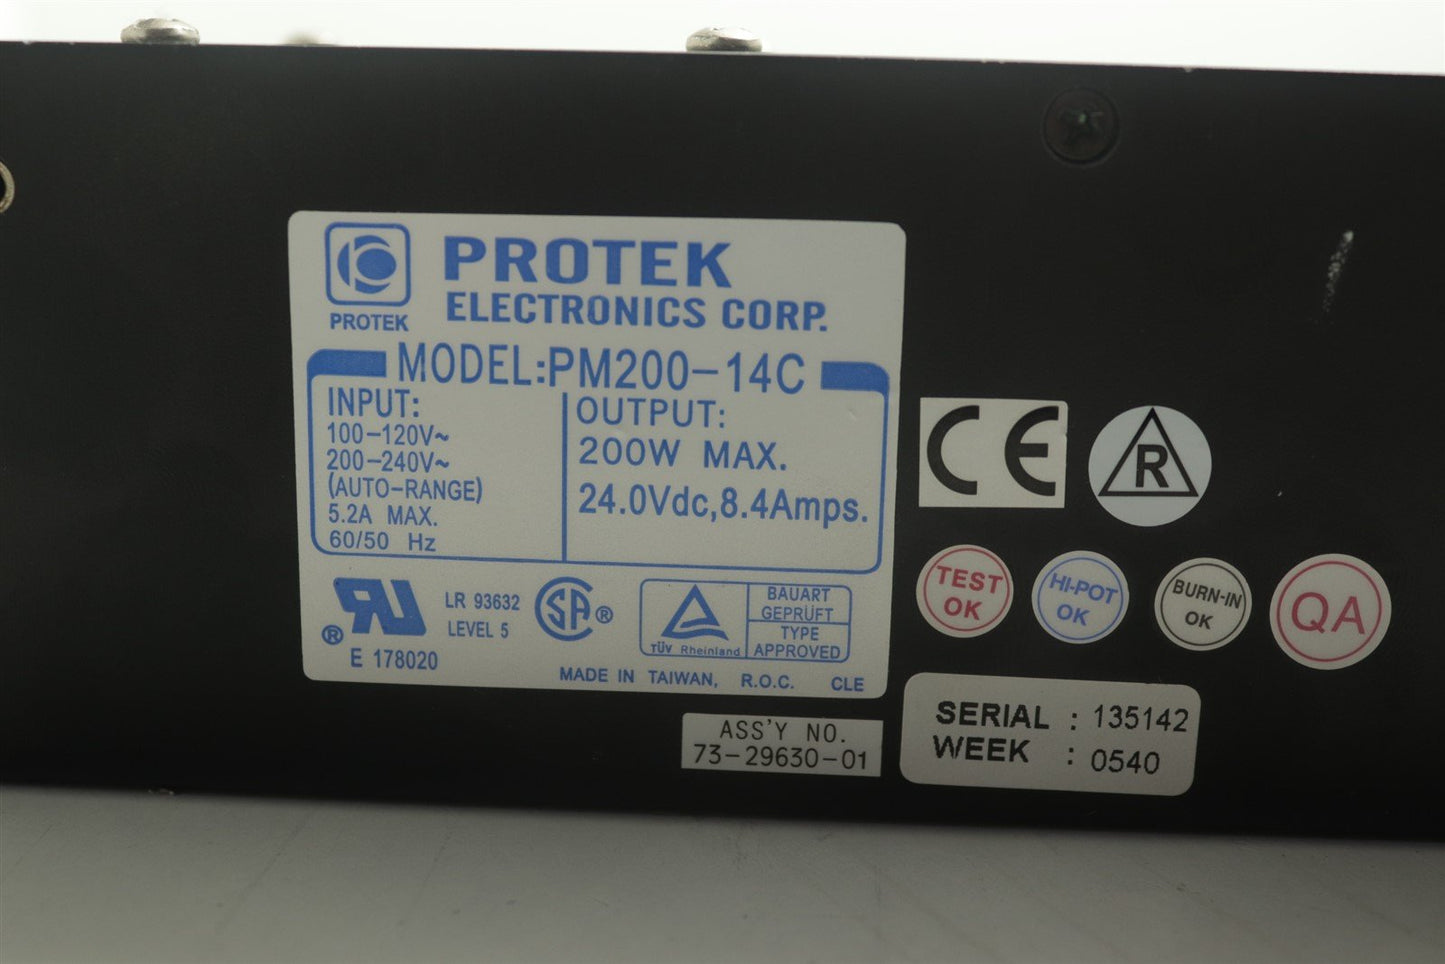 PROTEK
PROTEK
ELECTRONICS CORP.
MODEL:PM200-14C
INPUT:
100-120V~
200-240V~
(AUTO-RANGE)
5.2A MAX.
60/50 Hz
OUTPUT:
200W MAX.
24.0Vdc,8.4Amps.
RU
®
E 178020
LR 93632
LEVEL 5
SA ®
TÜV Rheinland
BAUART
GEPRÜFT
TYPE
APPROVED
MADE IN TAIWAN, R.O.C. CLE
CE
R
TEST
OK
HI-POT
OK
BURN-IN
OK
QA
ASS'Y NO.
73-29630-01
SERIAL : 135142
WEEK : 0540